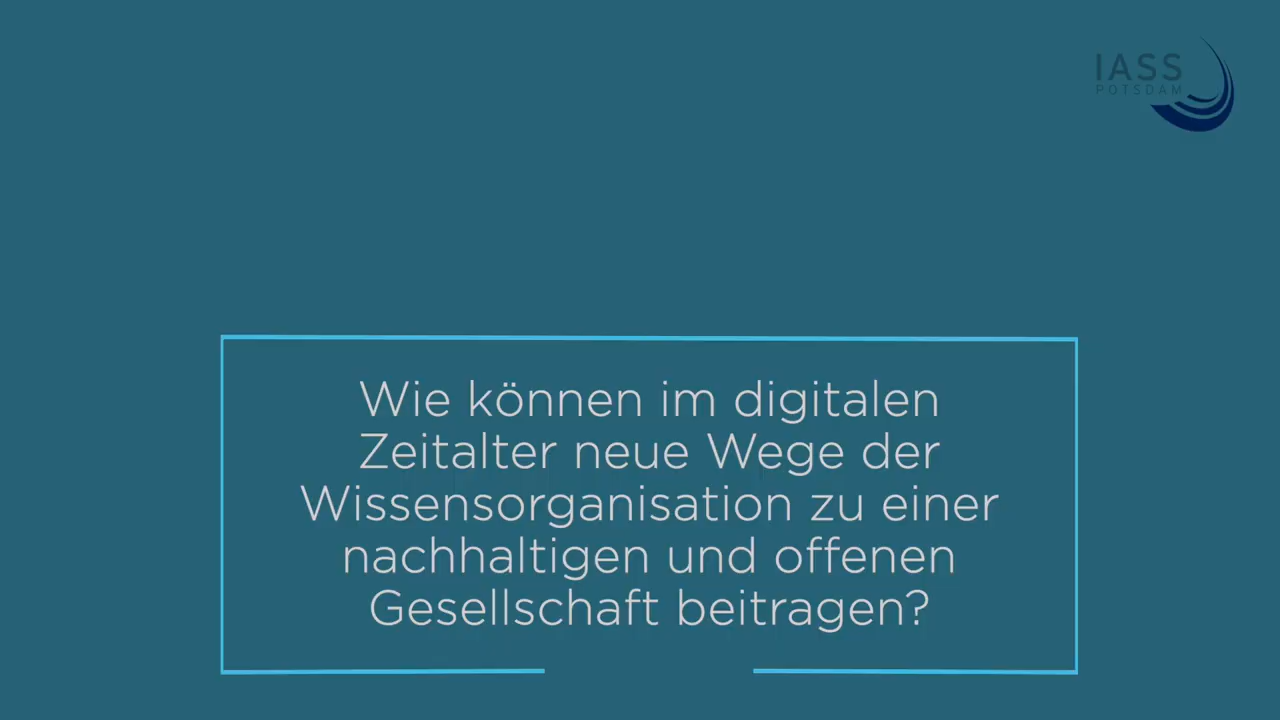 IASS
POTSDAM
Wie können im digitalen
Zeitalter neue Wege der
Wissensorganisation zu einer
nachhaltigen und offenen
Gesellschaft beitragen?